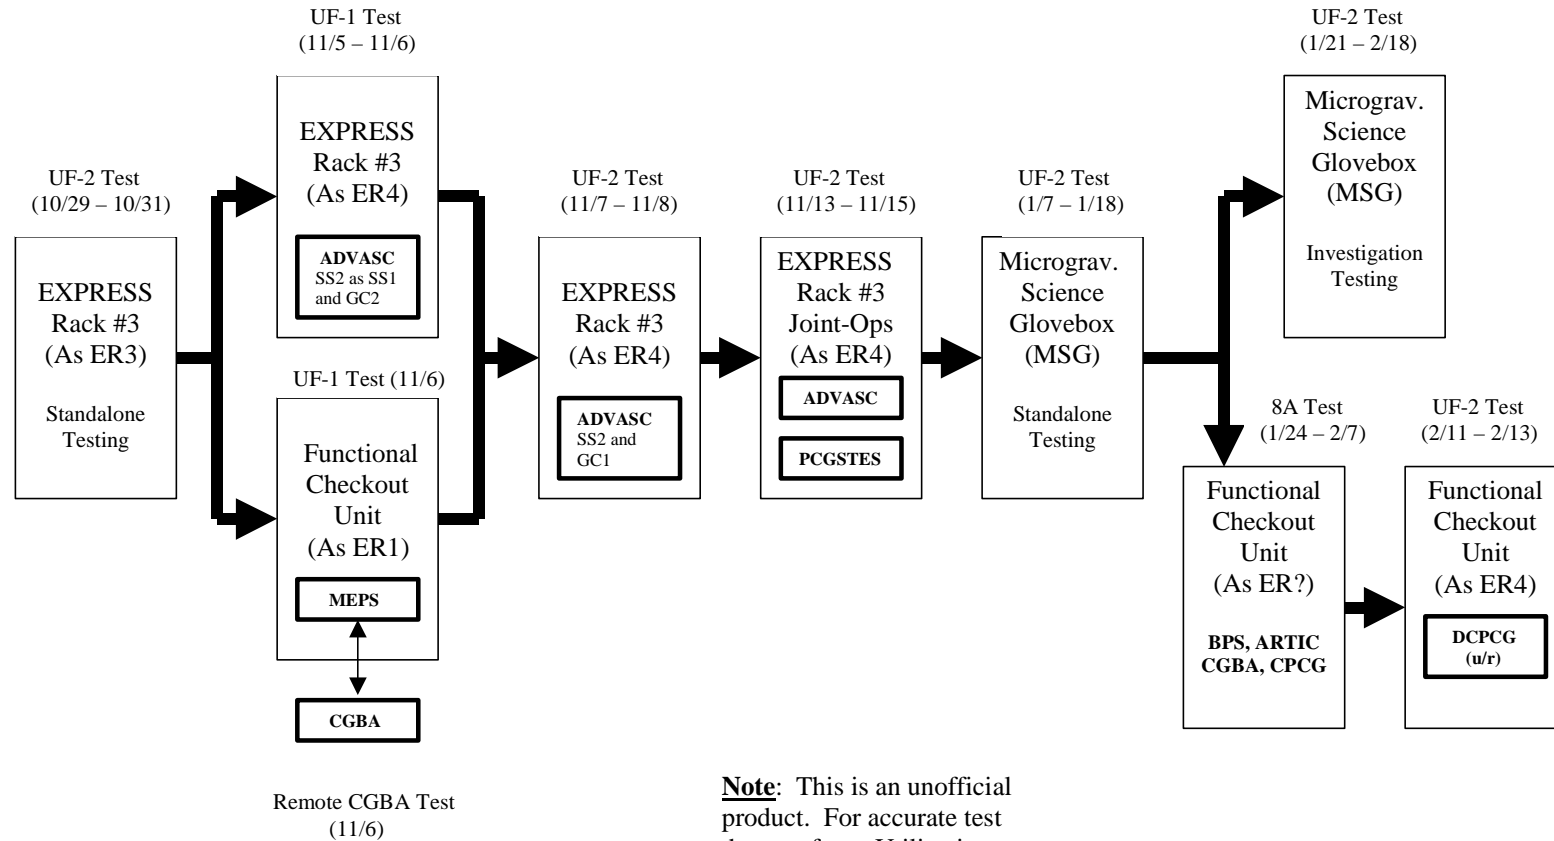 UF-1 Test
(11/5 – 11/6)
UF-2 Test
(1/21 – 2/18)
EXPRESS
Rack #3
(As ER4)
ADVASC
SS2 as SS1
and GC2
Microgav.
Science
Glovebox
(MSG)
Investigation
Testing
UF-2 Test
(10/29 – 10/31)
EXPRESS
Rack #3
(As ER3)
Standalone
Testing
UF-1 Test (11/6)
Functional
Checkout
Unit
(As ER1)
MEPS
CGBA
Remote CGBA Test
(11/6)
UF-2 Test
(11/7 – 11/8)
EXPRESS
Rack #3
(As ER4)
ADVASC
SS2 and
GC1
UF-2 Test
(11/13 – 11/15)
EXPRESS
Rack #3
Joint-Ops
(As ER4)
ADVASC
PCGSTES
UF-2 Test
(1/7 – 1/18)
Micrograv.
Science
Glovebox
(MSG)
Standalone
Testing
8A Test
(1/24 – 2/7)
Functional
Checkout
Unit
(As ER?)
BPS, ARTIC
CGBA, CPCG
UF-2 Test
(2/11 – 2/13)
Functional
Checkout
Unit
(As ER4)
DCPCG
(u/r)
Note:  This is an unofficial
product.  For accurate test